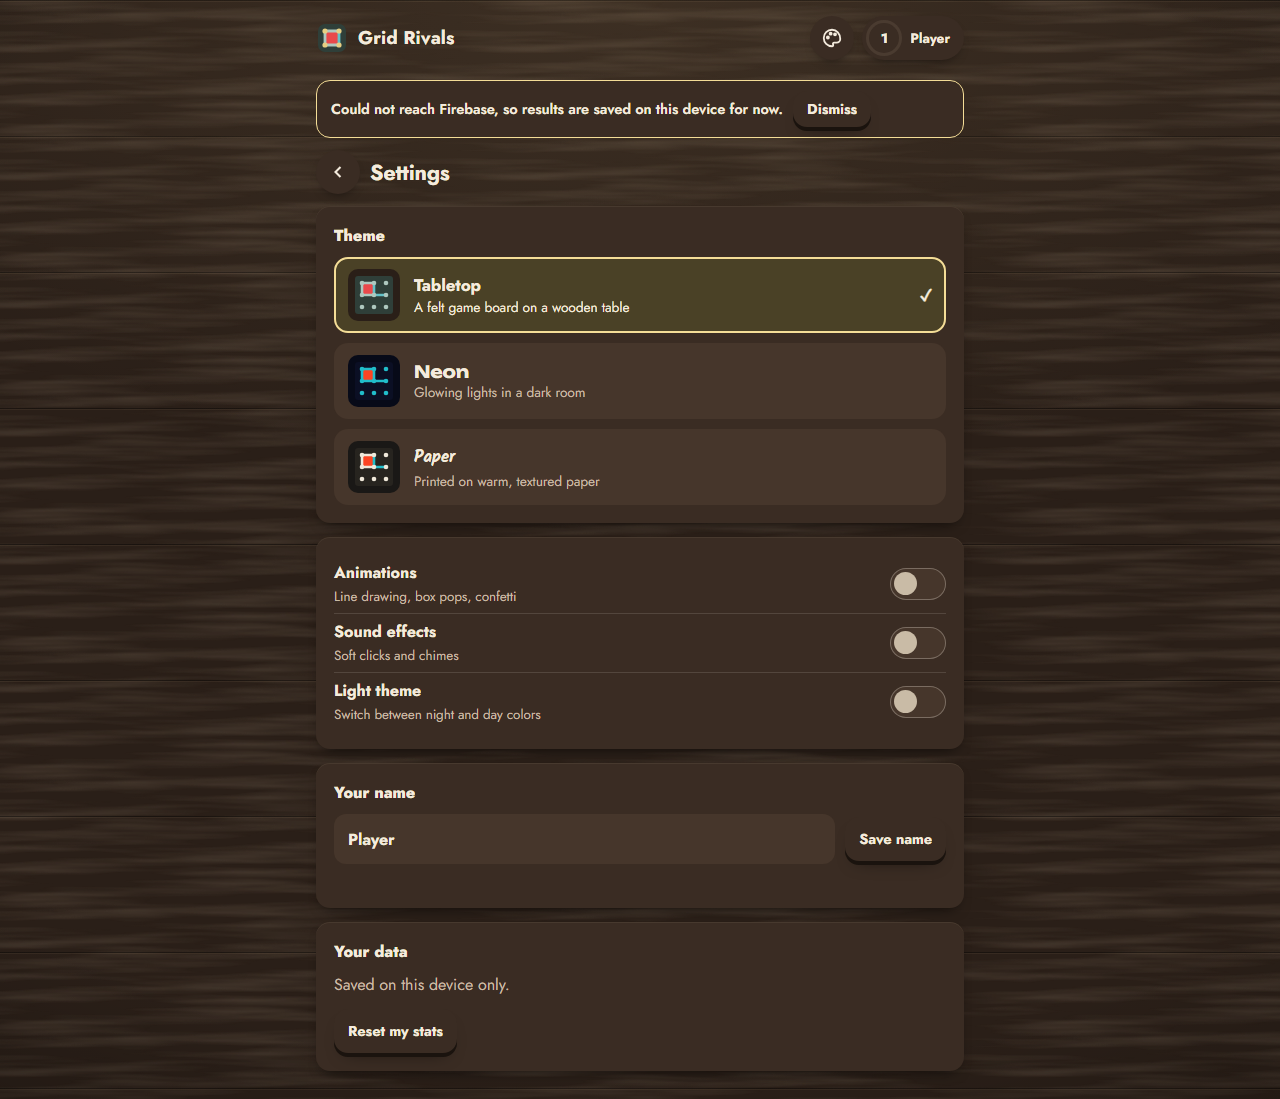 Grid Rivals
1 Player
Could not reach Firebase, so results are saved on this device for now. Dismiss
Settings
Theme
Tabletop
A felt game board on a wooden table
Neon
Glowing lights in a dark room
Paper
Printed on warm, textured paper
Animations
Line drawing, box pops, confetti
Sound effects
Soft clicks and chimes
Light theme
Switch between night and day colors
Your name
Player
Save name
Your data
Saved on this device only.
Reset my stats